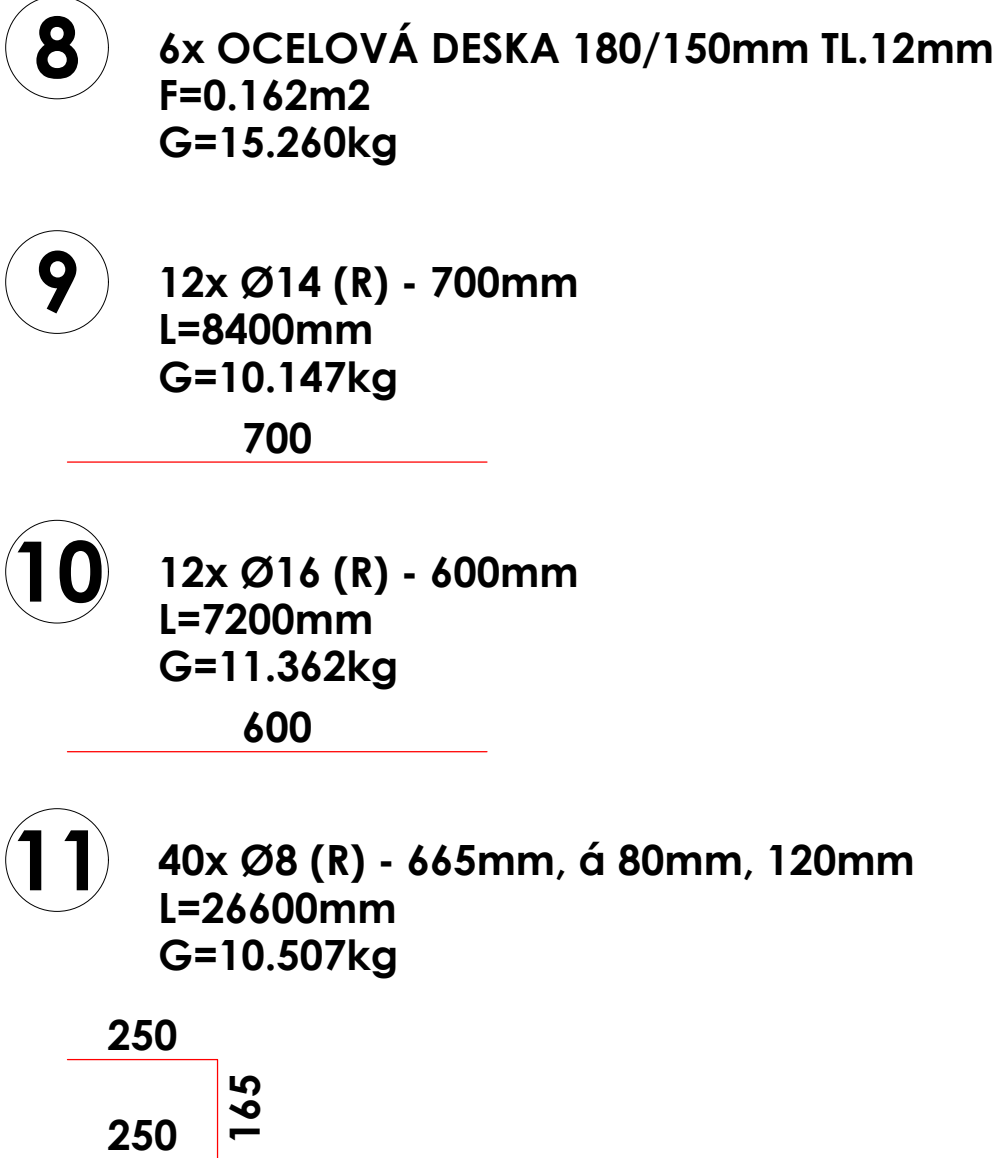 8
6x OCELOVÁ DESKA 180/150mm TL.12mm
F=0.162m2
G=15.260kg
9
12x Ø14 (R) - 700mm
L=8400mm
G=10.147kg
700
10
12x Ø16 (R) - 600mm
L=7200mm
G=11.362kg
600
11
40x Ø8 (R) - 665mm, á 80mm, 120mm
L=26600mm
G=10.507kg
250
165
250